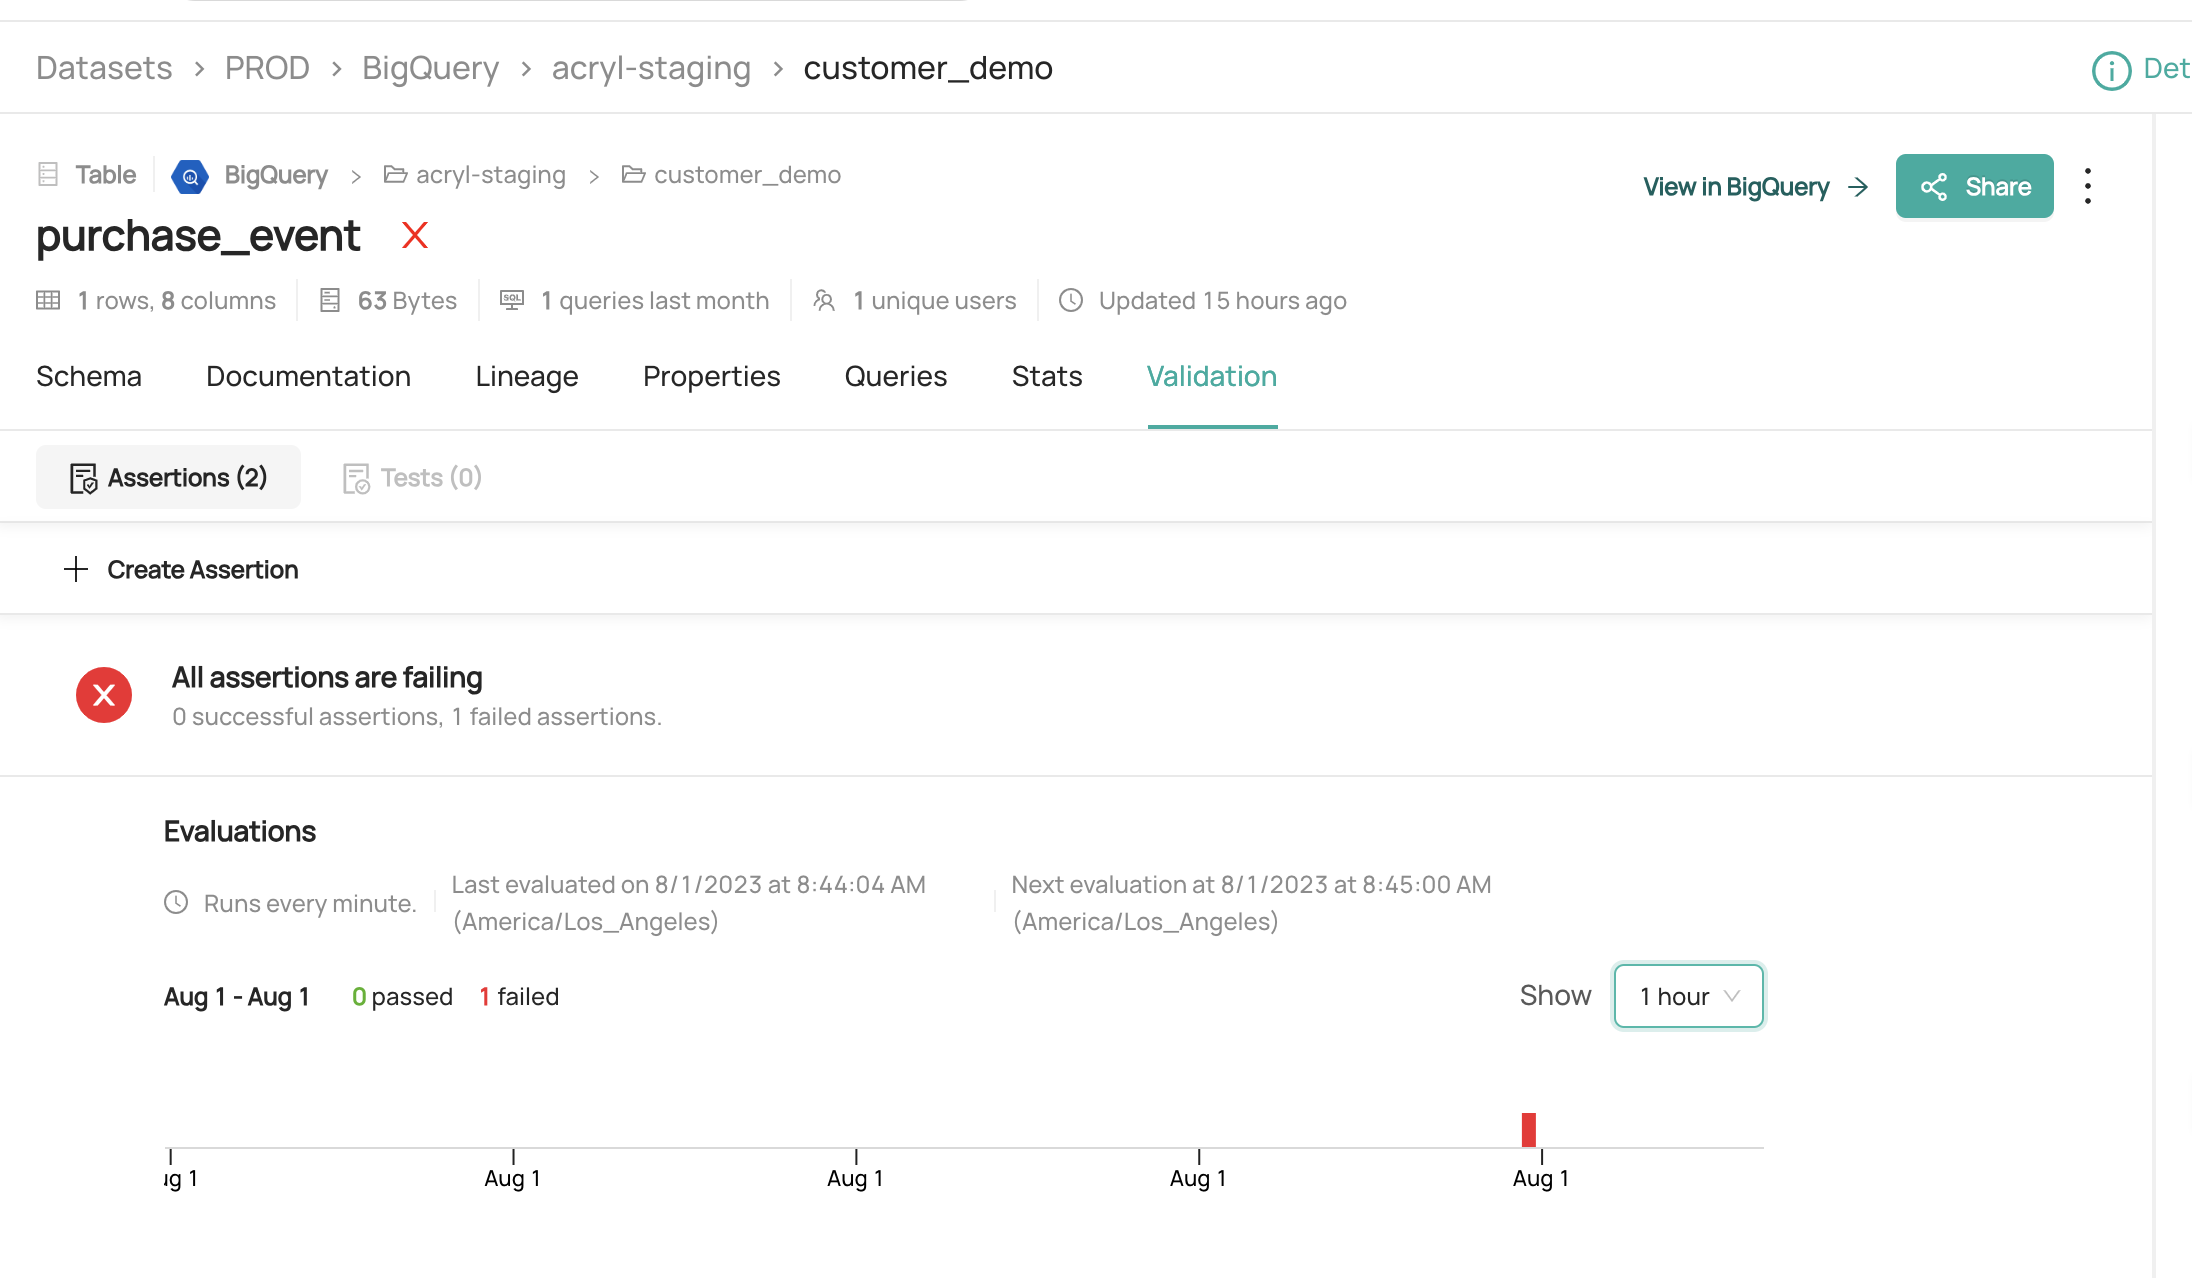 Datasets > PROD > BigQuery > acryl-staging > customer_demo
Det
Table BigQuery > acryl-staging > customer_demo
View in BigQuery → Share
purchase_event
1 rows, 8 columns 63 Bytes SQL 1 queries last month 1 unique users Updated 15 hours ago
Schema Documentation Lineage Properties Queries Stats Validation
Assertions (2) Tests (0)
+ Create Assertion
All assertions are failing
0 successful assertions, 1 failed assertions.
Evaluations
Runs every minute.
Last evaluated on 8/1/2023 at 8:44:04 AM
(America/Los_Angeles)
Next evaluation at 8/1/2023 at 8:45:00 AM
(America/Los_Angeles)
Aug 1 - Aug 1 0 passed 1 failed
Show 1 hour
ug 1 Aug 1 Aug 1 Aug 1 Aug 1